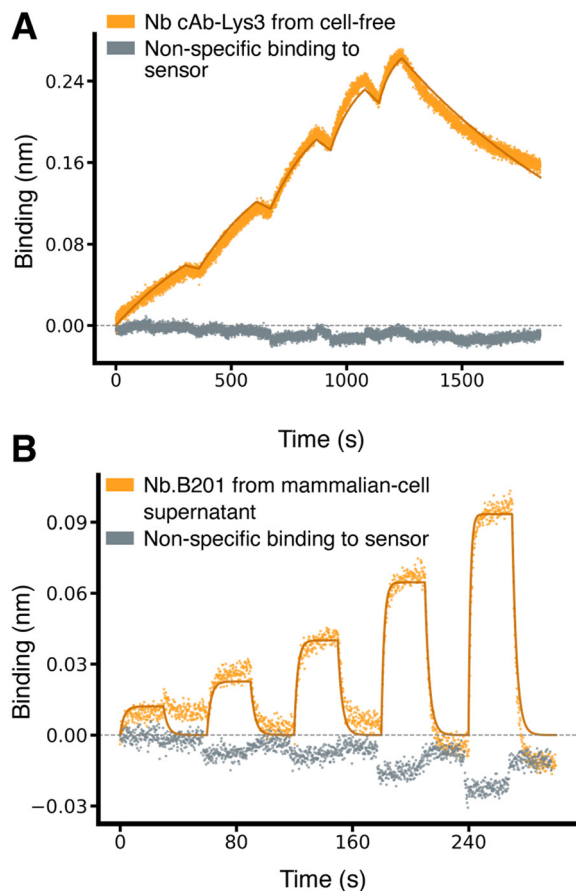 A
Nb cAb-Lys3 from cell-free
Non-specific binding to
sensor
Binding (nm)
0.24
0.16
0.08
0.00
0
500
1000
1500
Time (s)
B
Nb.B201 from mammalian-cell
supernatant
Non-specific binding to sensor
Binding (nm)
0.09
0.06
0.03
0.00
−0.03
0
80
160
240
Time (s)